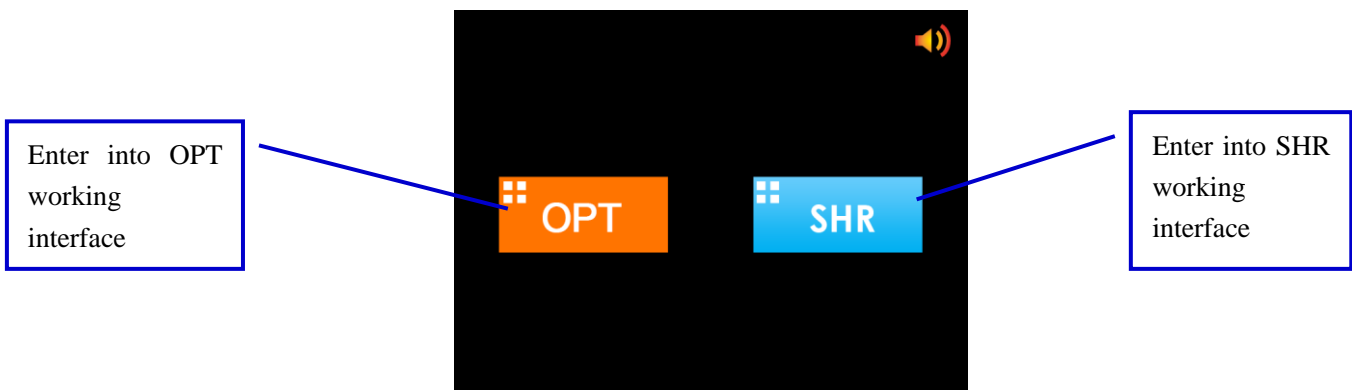 Enter into OPT
working
interface
OPT
SHR
Enter into SHR
working
interface